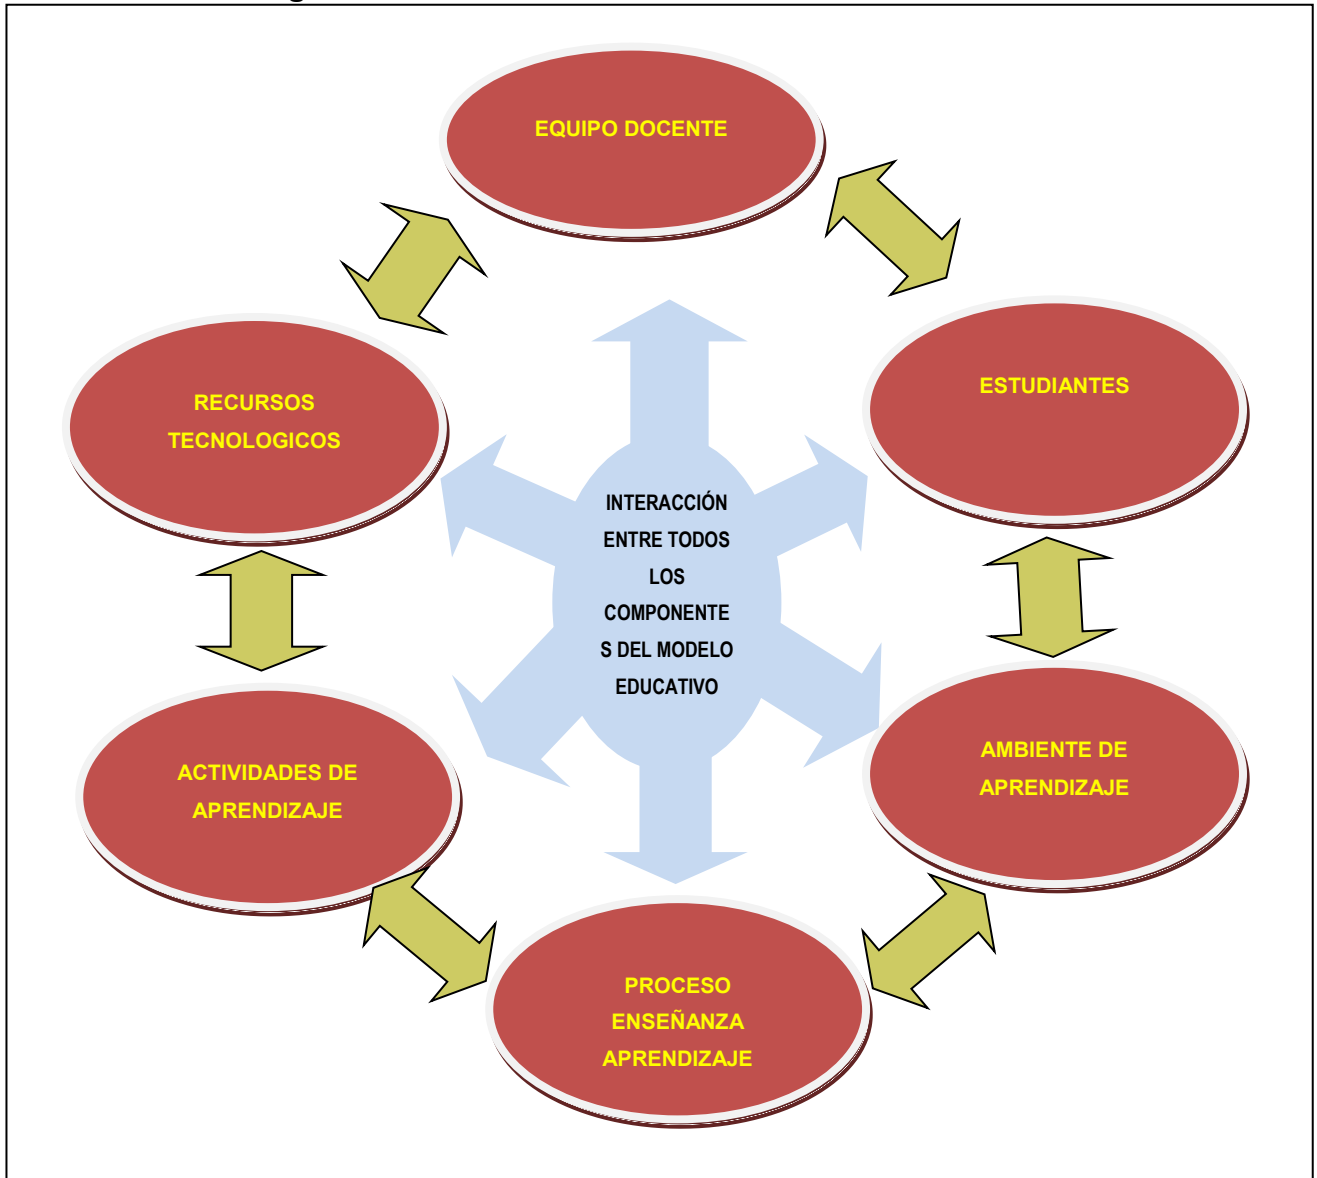 g
EQUIPO DOCENTE
ESTUDIANTES
RECURSOS
TECNOLOGICOS
INTERACCIÓN
ENTRE TODOS
LOS
COMPONENTE
S DEL MODELO
EDUCATIVO
ACTIVIDADES DE
APRENDIZAJE
AMBIENTE DE
APRENDIZAJE
PROCESO
ENSEÑANZA
APRENDIZAJE